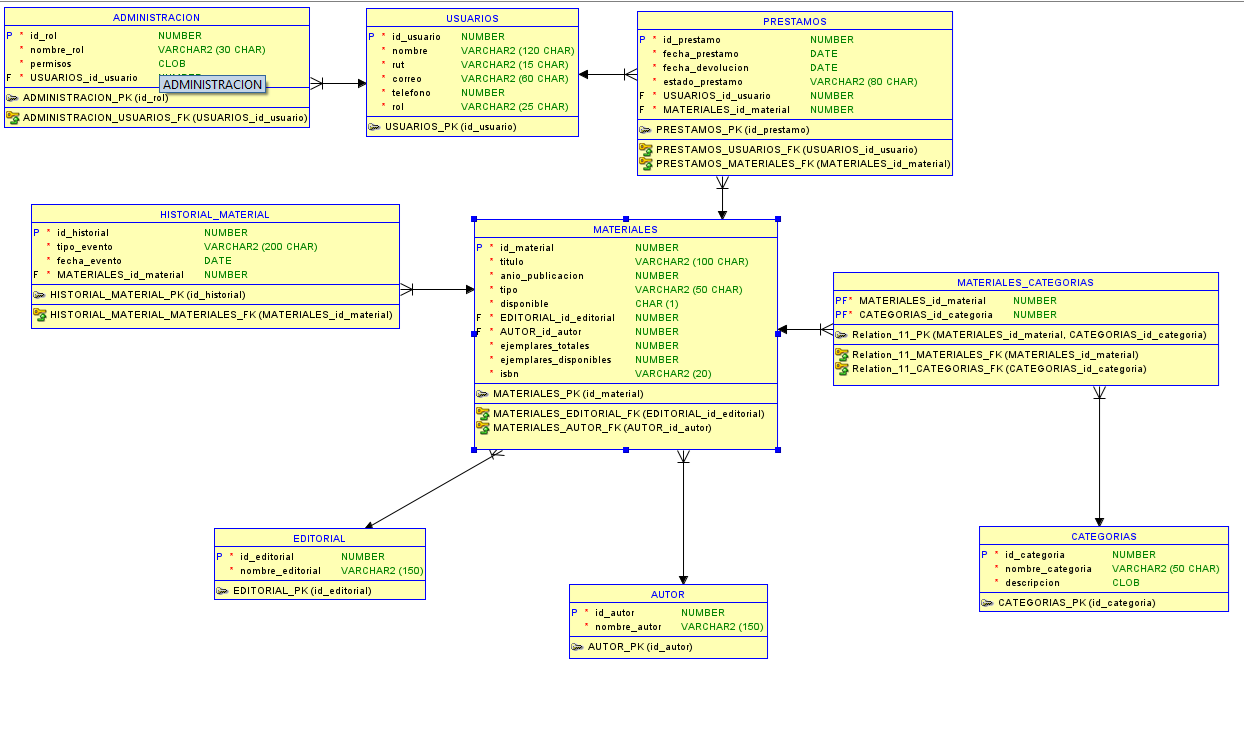 ADMINISTRACION
P * id_rol NUMBER
* nombre_rol VARCHAR2 (30 CHAR)
* permisos CLOB
F * USUARIOS_id_usuario
ADMINISTRACION
ADMINISTRACION_PK (id_rol)
ADMINISTRACION_USUARIOS_FK (USUARIOS_id_usuario)
USUARIOS
P * id_usuario NUMBER
* nombre VARCHAR2 (120 CHAR)
* rut VARCHAR2 (15 CHAR)
* correo VARCHAR2 (60 CHAR)
* telefono NUMBER
* rol VARCHAR2 (25 CHAR)
USUARIOS_PK (id_usuario)
PRESTAMOS
P * id_prestamo NUMBER
* fecha_prestamo DATE
* fecha_devolucion DATE
* estado_prestamo VARCHAR2 (80 CHAR)
F * USUARIOS_id_usuario NUMBER
F * MATERIALES_id_material NUMBER
PRESTAMOS_PK (id_prestamo)
PRESTAMOS_USUARIOS_FK (USUARIOS_id_usuario)
PRESTAMOS_MATERIALES_FK (MATERIALES_id_material)
HISTORIAL_MATERIAL
P * id_historial NUMBER
* tipo_evento VARCHAR2 (200 CHAR)
* fecha_evento DATE
F * MATERIALES_id_material NUMBER
HISTORIAL_MATERIAL_PK (id_historial)
HISTORIAL_MATERIAL_MATERIALES_FK (MATERIALES_id_material)
MATERIALES
P * id_material NUMBER
* titulo VARCHAR2 (100 CHAR)
* anio_publicacion NUMBER
* tipo VARCHAR2 (50 CHAR)
* disponible CHAR (1)
F * EDITORIAL_id_editorial NUMBER
F * AUTOR_id_autor NUMBER
* ejemplares_totales NUMBER
* ejemplares_disponibles NUMBER
* isbn VARCHAR2 (20)
MATERIALES_PK (id_material)
MATERIALES_EDITORIAL_FK (EDITORIAL_id_editorial)
MATERIALES_AUTOR_FK (AUTOR_id_autor)
MATERIALES_CATEGORIAS
PF* MATERIALES_id_material NUMBER
PF* CATEGORIAS_id_categoria NUMBER
Relation_11_PK (MATERIALES_id_material, CATEGORIAS_id_categoria)
Relation_11_MATERIALES_FK (MATERIALES_id_material)
Relation_11_CATEGORIAS_FK (CATEGORIAS_id_categoria)
EDITORIAL
P * id_editorial NUMBER
* nombre_editorial VARCHAR2 (150)
EDITORIAL_PK (id_editorial)
AUTOR
P * id_autor NUMBER
* nombre_autor VARCHAR2 (150)
AUTOR_PK (id_autor)
CATEGORIAS
P * id_categoria NUMBER
* nombre_categoria VARCHAR2 (50 CHAR)
* descripcion CLOB
CATEGORIAS_PK (id_categoria)